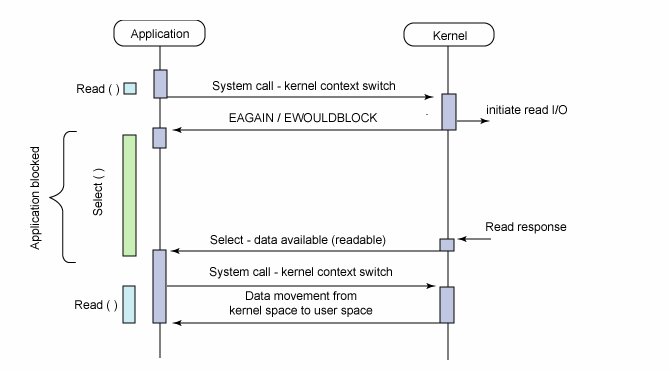 Application
Kernel
Read ( )
System call - kernel context switch
initiate read I/O
EAGAIN / EWOULDBLOCK
Application blocked
Select ( )
Read response
Select - data available (readable)
System call - kernel context switch
Read ( )
Data movement from
kernel space to user space